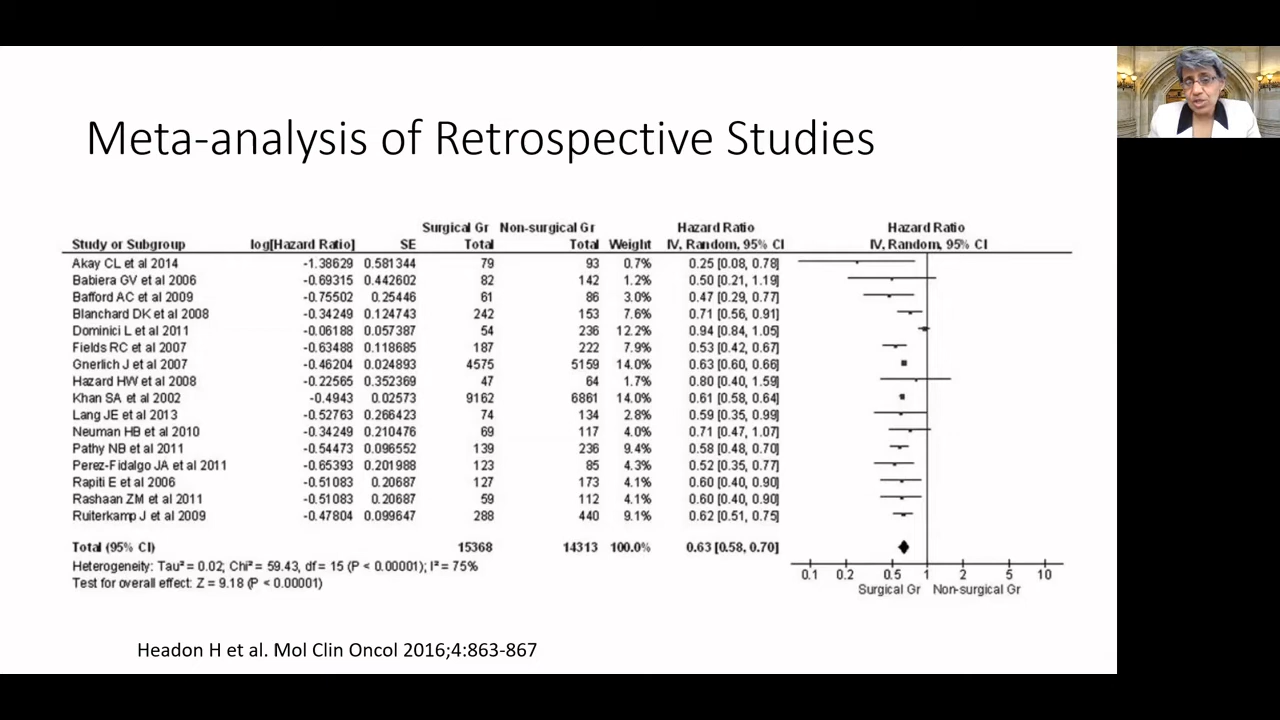 Meta-analysis of Retrospective Studies
Surgical Gr Non-surgical Gr Hazard Ratio Hazard Ratio
Study or Subgroup log[Hazard Ratio] SE Total Total Weight IV, Random, 95% CI IV, Random, 95% CI
Akay CL et al 2014 -1.38629 0.581344 79 93 0.7% 0.25 [0.08, 0.78]
Babiera GV et al 2006 -0.69315 0.442602 82 142 1.2% 0.50 [0.21, 1.19]
Bafford AC et al 2009 -0.75502 0.25446 61 86 3.0% 0.47 [0.29, 0.77]
Blanchard DK et al 2008 -0.34249 0.124743 242 153 7.6% 0.71 [0.56, 0.91]
Dominici L et al 2011 -0.06188 0.057387 54 236 12.2% 0.94 [0.84, 1.05]
Fields RC et al 2007 -0.63488 0.118685 187 222 7.9% 0.53 [0.42, 0.67]
Gnerlich J et al 2007 -0.46204 0.024893 4575 5159 14.0% 0.63 [0.60, 0.66]
Hazard HW et al 2008 -0.22565 0.352369 47 64 1.7% 0.80 [0.40, 1.59]
Khan SA et al 2002 -0.4943 0.02573 9162 6861 14.0% 0.61 [0.58, 0.64]
Lang JE et al 2013 -0.52763 0.266423 74 134 2.8% 0.59 [0.35, 0.99]
Neuman HB et al 2010 -0.34249 0.210476 69 117 4.0% 0.71 [0.47, 1.07]
Pathy NB et al 2011 -0.54473 0.096552 139 236 9.4% 0.58 [0.48, 0.70]
Perez-Fidalgo JA et al 2011 -0.65393 0.201988 123 85 4.3% 0.52 [0.35, 0.77]
Rapiti E et al 2006 -0.51083 0.20687 127 173 4.1% 0.60 [0.40, 0.90]
Rashaan ZM et al 2011 -0.51083 0.20687 59 112 4.1% 0.60 [0.40, 0.90]
Ruiterkamp J et al 2009 -0.47804 0.099647 288 440 9.1% 0.62 [0.51, 0.75]
Total (95% CI) 15368 14313 100.0% 0.63 [0.58, 0.70]
Heterogeneity: Tau² = 0.02; Chi² = 59.43, df = 15 (P < 0.00001); I² = 75%
Test for overall effect: Z = 9.18 (P < 0.00001)
0.1 0.2 0.5 1 2 5 10
Surgical Gr Non-surgical Gr
Headon H et al. Mol Clin Oncol 2016;4:863-867